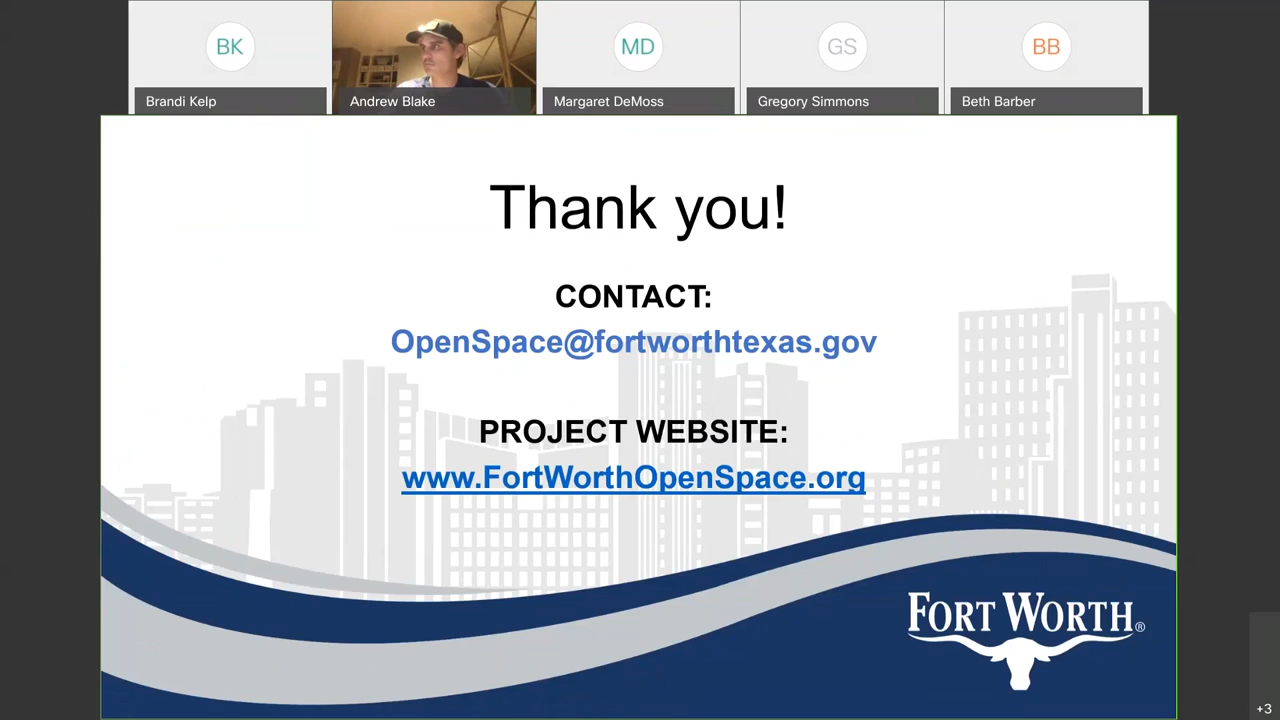 BK
MD
GS
BB
Brandi Kelp
Andrew Blake
Margaret DeMoss
Gregory Simmons
Beth Barber
Thank you!
CONTACT:
OpenSpace@fortworthtexas.gov
PROJECT WEBSITE:
www.FortWorthOpenSpace.org
FORT WORTH®
+3